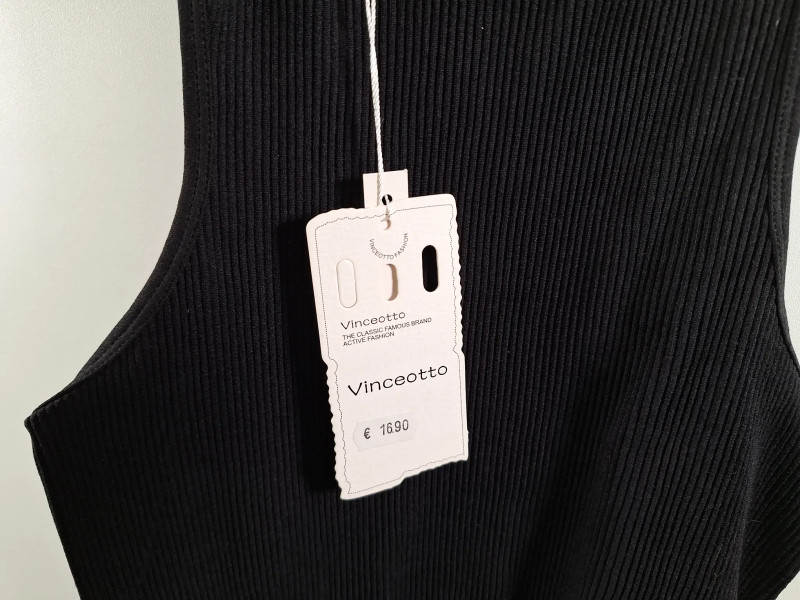 VINCEOTTO FASHION
Vinceotto
THE CLASSIC FAMOUS BRAND
ACTIVE FASHION
Vinceotto
€ 16.90